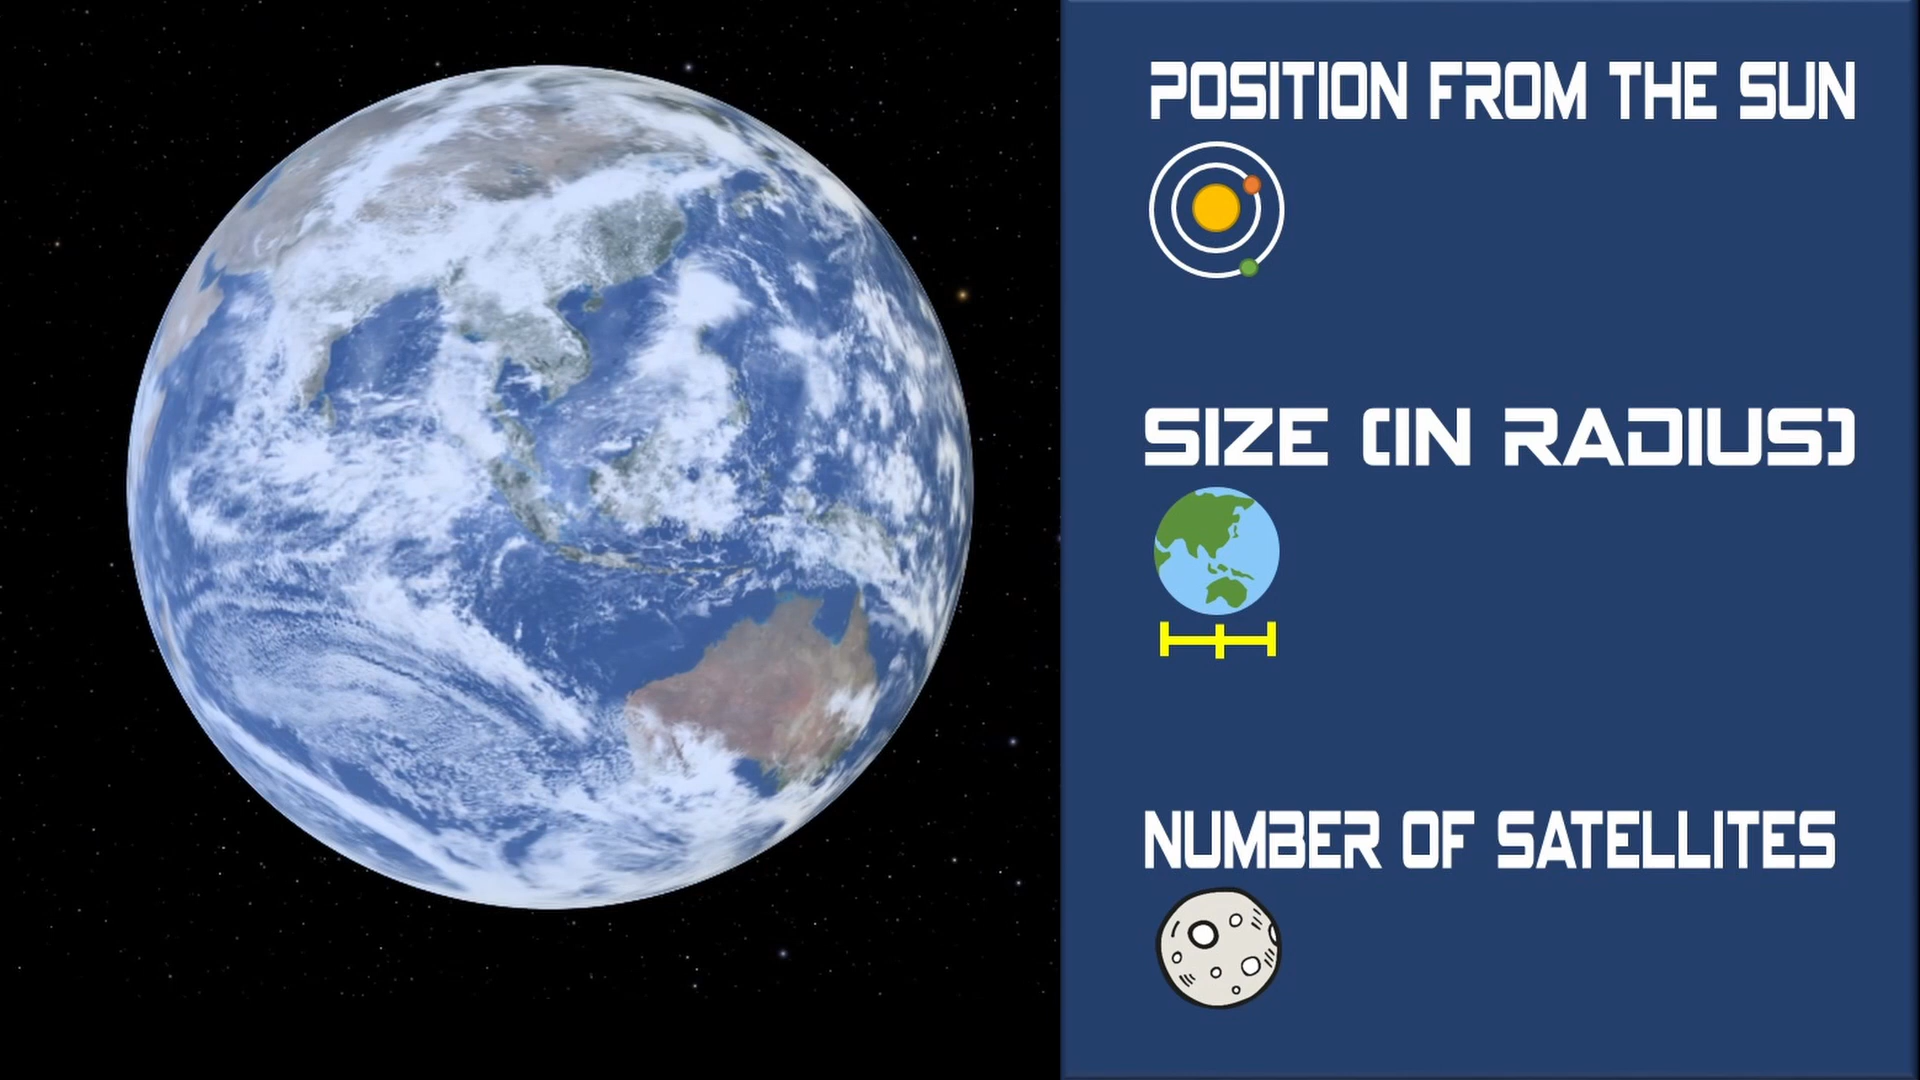 POSITION FROM THE SUN
SIZE (IN RADIUS)
NUMBER OF SATELLITES